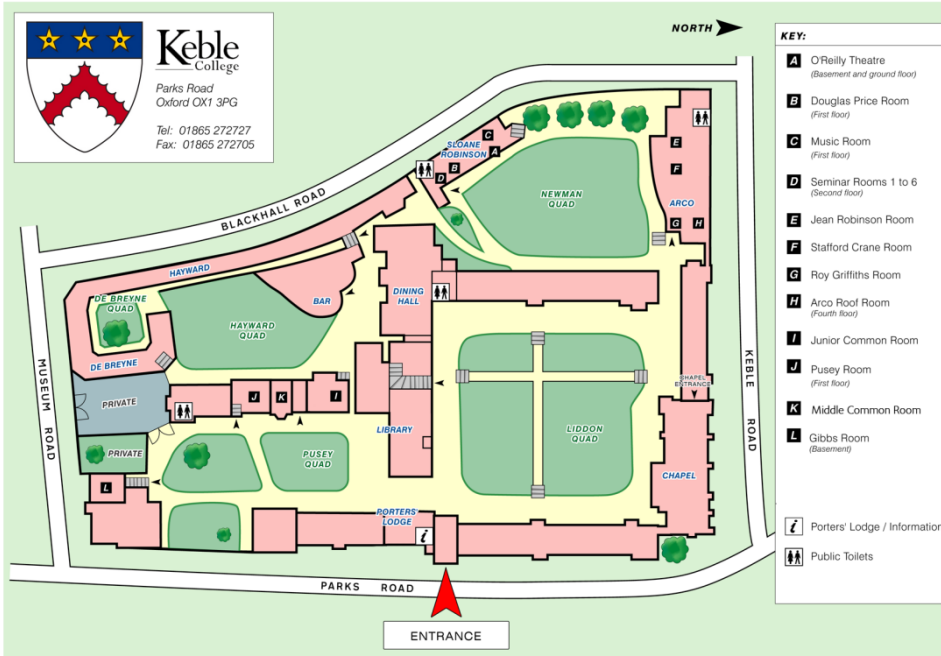 Keble
College
Parks Road
Oxford OX1 3PG
Tel: 01865 272727
Fax: 01865 272705
NORTH
KEY:
A O'Reilly Theatre
(Basement and ground floor)
B Douglas Price Room
(First floor)
C Music Room
(First floor)
D Seminar Rooms 1 to 6
(Second floor)
E Jean Robinson Room
F Stafford Crane Room
G Roy Griffiths Room
H Arco Roof Room
(Fourth floor)
I Junior Common Room
J Pusey Room
(First floor)
K Middle Common Room
L Gibbs Room
(Basement)
i Porters' Lodge / Information
Public Toilets
BLACKHALL ROAD
SLOANE
ROBINSON
C
A
B
D
NEWMAN
QUAD
E
F
ARCO
G
H
HAYWARD
DE BREYNE
QUAD
BAR
HAYWARD
QUAD
DINING
HALL
DE BREYNE
MUSEUM ROAD
KEBLE ROAD
PRIVATE
J
K
I
CHAPEL
ENTRANCE
PRIVATE
PUSEY
QUAD
LIBRARY
LIDDON
QUAD
CHAPEL
L
PORTERS'
LODGE
i
PARKS ROAD
ENTRANCE